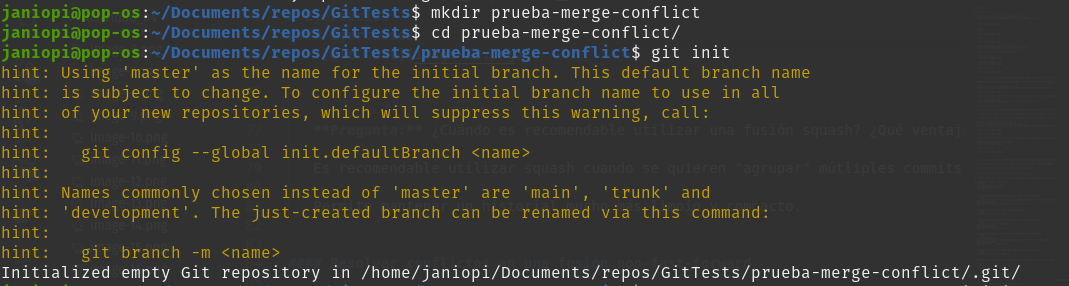 janiopi@pop-os:~/Documents/repos/GitTests$ mkdir prueba-merge-conflict
janiopi@pop-os:~/Documents/repos/GitTests$ cd prueba-merge-conflict/
janiopi@pop-os:~/Documents/repos/GitTests/prueba-merge-conflict$ git init
hint: Using 'master' as the name for the initial branch. This default branch name
hint: is subject to change. To configure the initial branch name to use in all
hint: of your new repositories, which will suppress this warning, call:
hint:
hint:   git config --global init.defaultBranch <name>
hint:
hint: Names commonly chosen instead of 'master' are 'main', 'trunk' and
hint: 'development'. The just-created branch can be renamed via this command:
hint:
hint:   git branch -m <name>
Initialized empty Git repository in /home/janiopi/Documents/repos/GitTests/prueba-merge-conflict/.git/